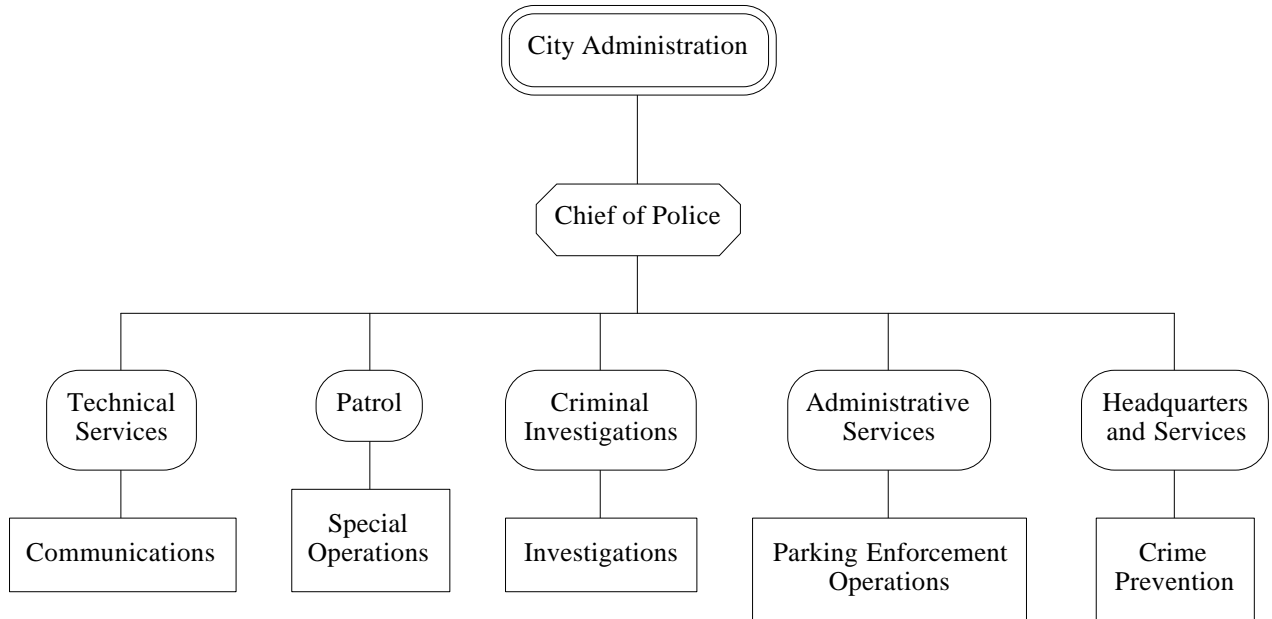 City Administration
Chief of Police
Technical
Services
Patrol
Criminal
Investigations
Administrative
Services
Headquarters
and Services
Communications
Special
Operations
Investigations
Parking Enforcement
Operations
Crime
Prevention